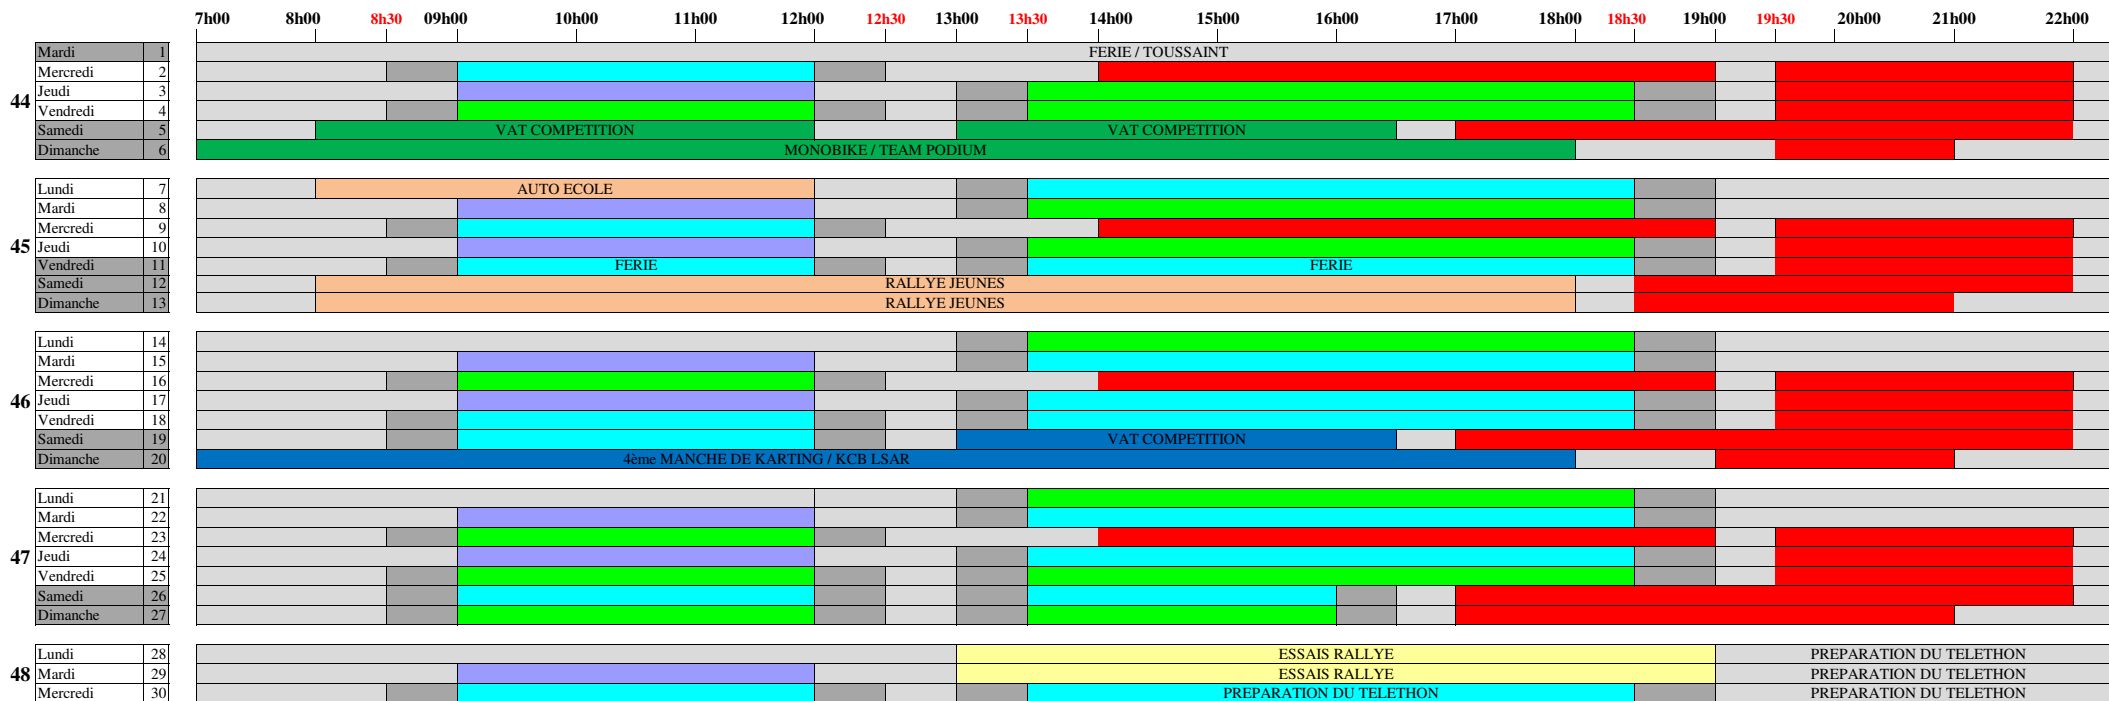 7h00 8h00 8h30 09h00 10h00 11h00 12h00 12h30 13h00 13h30 14h00 15h00 16h00 17h00 18h00 18h30 19h00 19h30 20h00 21h00 22h00
Mardi 1 FERIE / TOUSSAINT
Mercredi 2
Jeudi 3
44
Vendredi 4
Samedi 5 VAT COMPETITION VAT COMPETITION
Dimanche 6 MONOBIKE / TEAM PODIUM
Lundi 7 AUTO ECOLE
Mardi 8
Mercredi 9
45
Jeudi 10
Vendredi 11 FERIE FERIE
Samedi 12 RALLYE JEUNES
Dimanche 13 RALLYE JEUNES
Lundi 14
Mardi 15
Mercredi 16
46
Jeudi 17
Vendredi 18
Samedi 19 VAT COMPETITION
Dimanche 20 4ème MANCHE DE KARTING / KCB LSAR
Lundi 21
Mardi 22
Mercredi 23
47
Jeudi 24
Vendredi 25
Samedi 26
Dimanche 27
Lundi 28 ESSAIS RALLYE PREPARATION DU TELETHON
48 Mardi 29 ESSAIS RALLYE PREPARATION DU TELETHON
Mercredi 30 PREPARATION DU TELETHON PREPARATION DU TELETHON